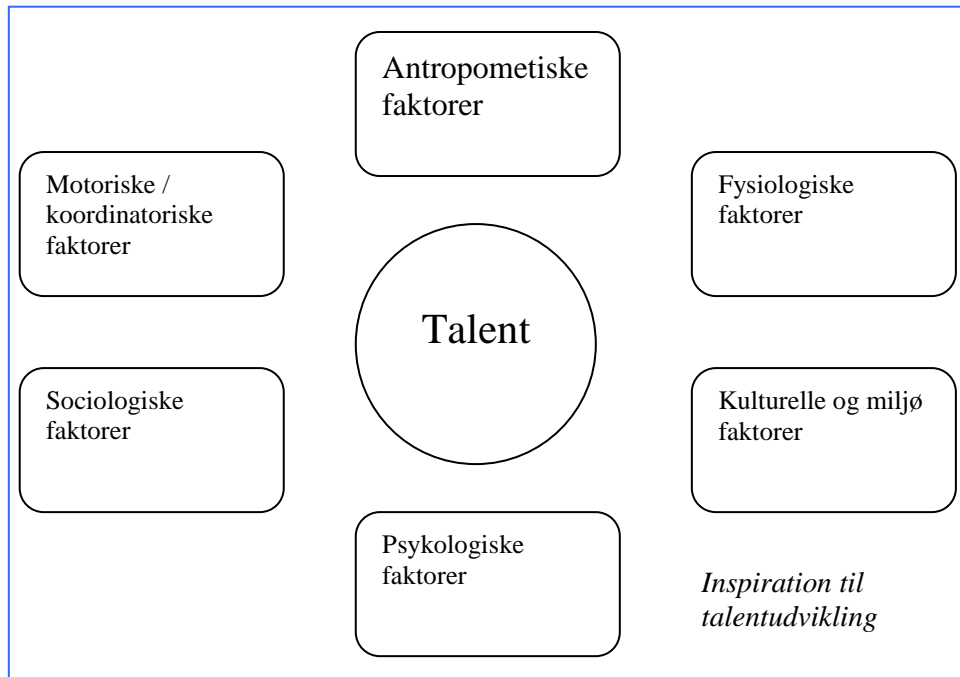 Antropometiske
faktorer
Motoriske /
koordinatoriske
faktorer
Fysiologiske
faktorer
Talent
Sociologiske
faktorer
Kulturelle og miljø
faktorer
Psykologiske
faktorer
Inspiration til
talentudvikling